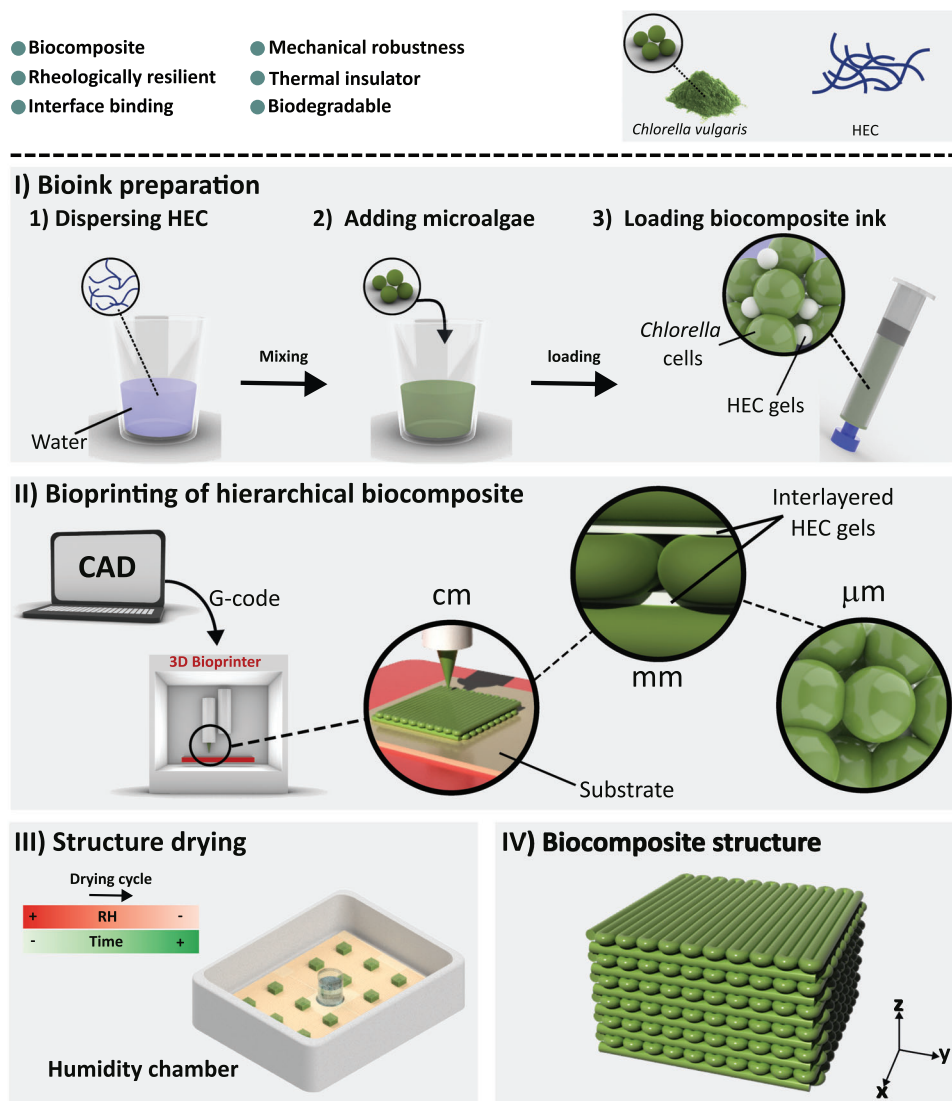 Biocomposite
Rheologically resilient
Interface binding
Mechanical robustness
Thermal insulator
Biodegradable
Chlorella vulgaris
HEC
I) Bioink preparation
1) Dispersing HEC
2) Adding microalgae
3) Loading biocomposite ink
Mixing
loading
Water
Chlorella
cells
HEC gels
II) Bioprinting of hierarchical biocomposite
CAD
G-code
3D Bioprinter
cm
Substrate
mm
Interlayered
HEC gels
μm
III) Structure drying
Drying cycle
+ RH -
- Time +
Humidity chamber
IV) Biocomposite structure
z
y
x